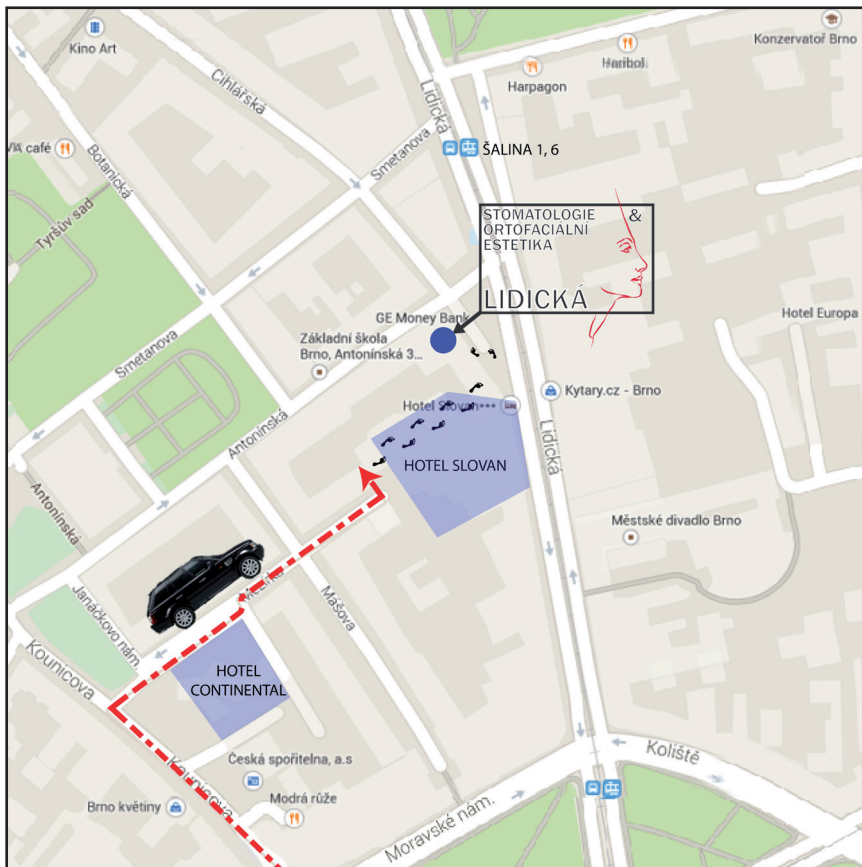 Kino Art
Konzervatoř Brno
Haribol
Harpagon
Lidická
Cihlářská
Smetanova
ŠALINA 1, 6
Botanická
Tyršův sad
STOMATOLOGIE &
ORTOFACIÁLNÍ
ESTETIKA
LIDICKÁ
GE Money Bank
Základní škola
Brno, Antonínská 3...
Hotel Europa
Smetanova
Kytary.cz - Brno
Hotel Slovan***
Antonínská
Lidická
HOTEL SLOVAN
Antonínská
Městské divadlo Brno
Janáčkovo nám.
Mášova
Kounicova
HOTEL
CONTINENTAL
Koliště
Česká spořitelna, a.s
Kounicova
Modrá růže
Brno květiny
Moravské nám.